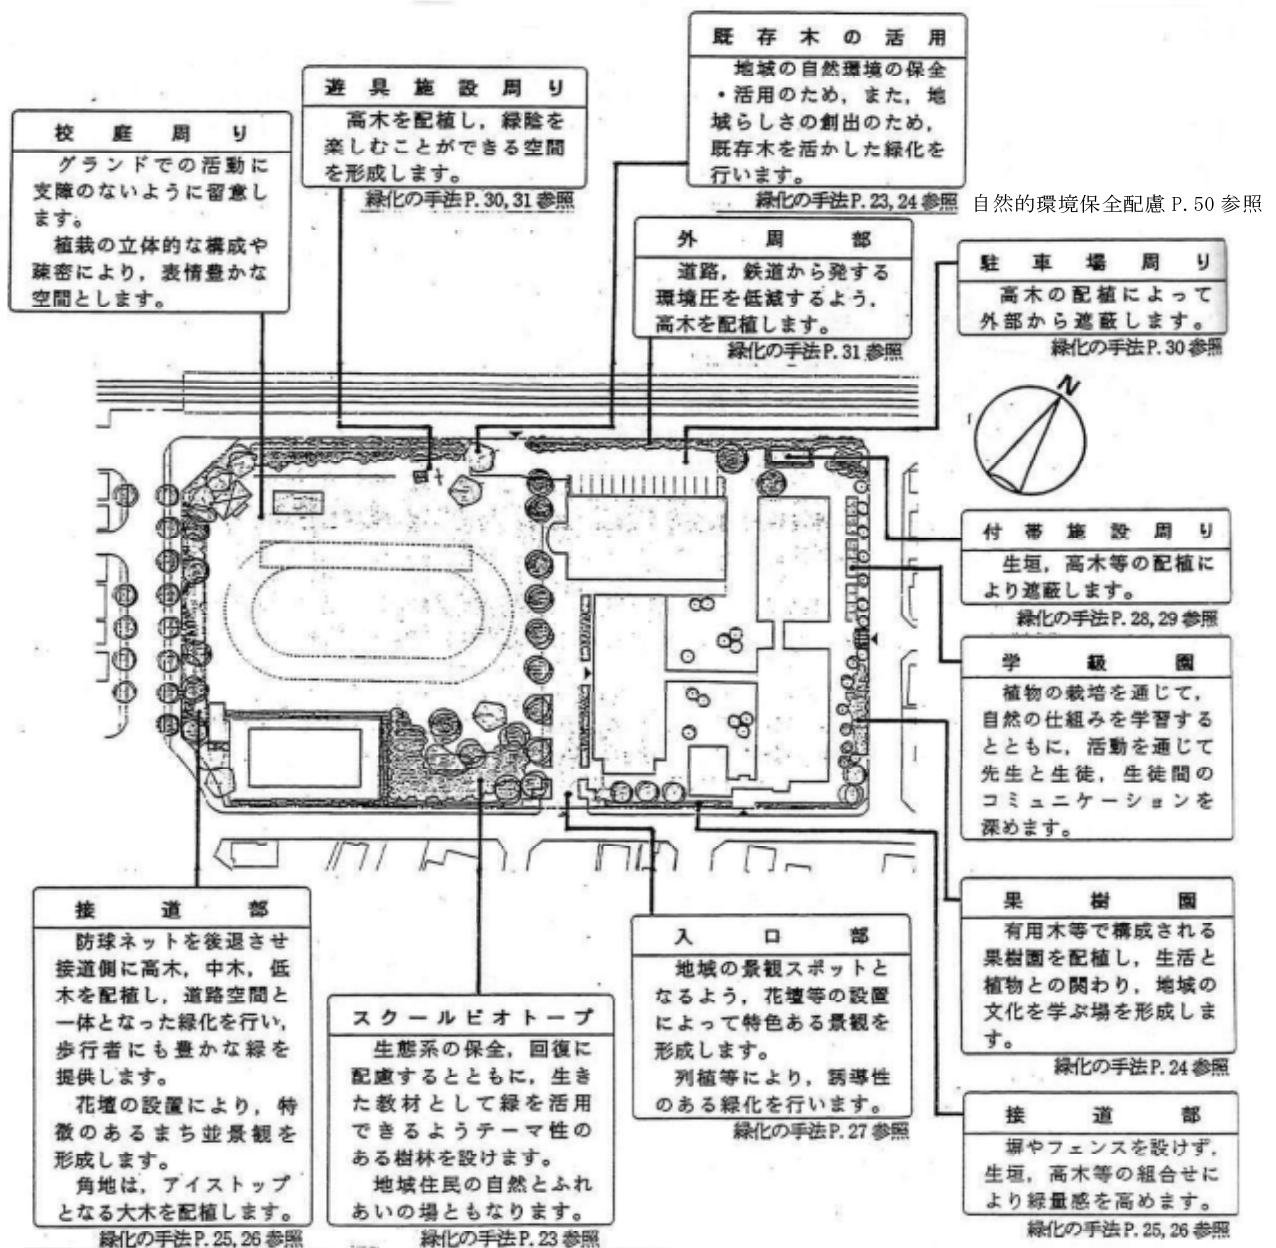 既存木の活用
地域の自然環境の保全
・活用のため，また，地
域らしさの創出のため，
既存木を活かした緑化を
行います。
緑化の手法P.23,24参照
自然的環境保全配慮 P.50 参照
遊具施設周り
高木を配植し，緑陰を
楽しむことができる空間
を形成します。
緑化の手法P.30,31参照
校庭周り
グランドでの活動に
支障のないように留意し
ます。
植栽の立体的な構成や
疎密により，表情豊かな
空間とします。
外周部
道路，鉄道から発する
環境圧を低減するよう，
高木を配植します。
緑化の手法P.31参照
駐車場周り
高木の配植によって
外部から遮蔽します。
緑化の手法P.30参照
N
付帯施設周り
生垣，高木等の配植に
より遮蔽します。
緑化の手法P.28,29参照
学級園
植物の栽培を通じて，
自然の仕組みを学習する
とともに，活動を通じて
先生と生徒，生徒間の
コミュニケーションを
深めます。
果樹園
有用木等で構成される
果樹園を配植し，生活と
植物との関わり，地域の
文化を学ぶ場を形成しま
す。
緑化の手法P.24参照
接道部
塀やフェンスを設けず，
生垣，高木等の組合せに
より緑量感を高めます。
緑化の手法P.25,26参照
入口部
地域の景観スポットと
なるよう，花壇等の設置
によって特色ある景観を
形成します。
列植等により，誘導性
のある緑化を行います。
緑化の手法P.27参照
スクールビオトープ
生態系の保全，回復に
配慮するとともに，生き
た教材として緑を活用
できるようテーマ性の
ある樹林を設けます。
地域住民の自然とふれ
あいの場ともなります。
緑化の手法P.23参照
接道部
防球ネットを後退させ
接道側に高木，中木，低
木を配植し，道路空間と
一体となった緑化を行い，
歩行者にも豊かな緑を
提供します。
花壇の設置により，特
徴のあるまち並景観を
形成します。
角地は，アイストップ
となる大木を配植します。
緑化の手法P.25,26参照